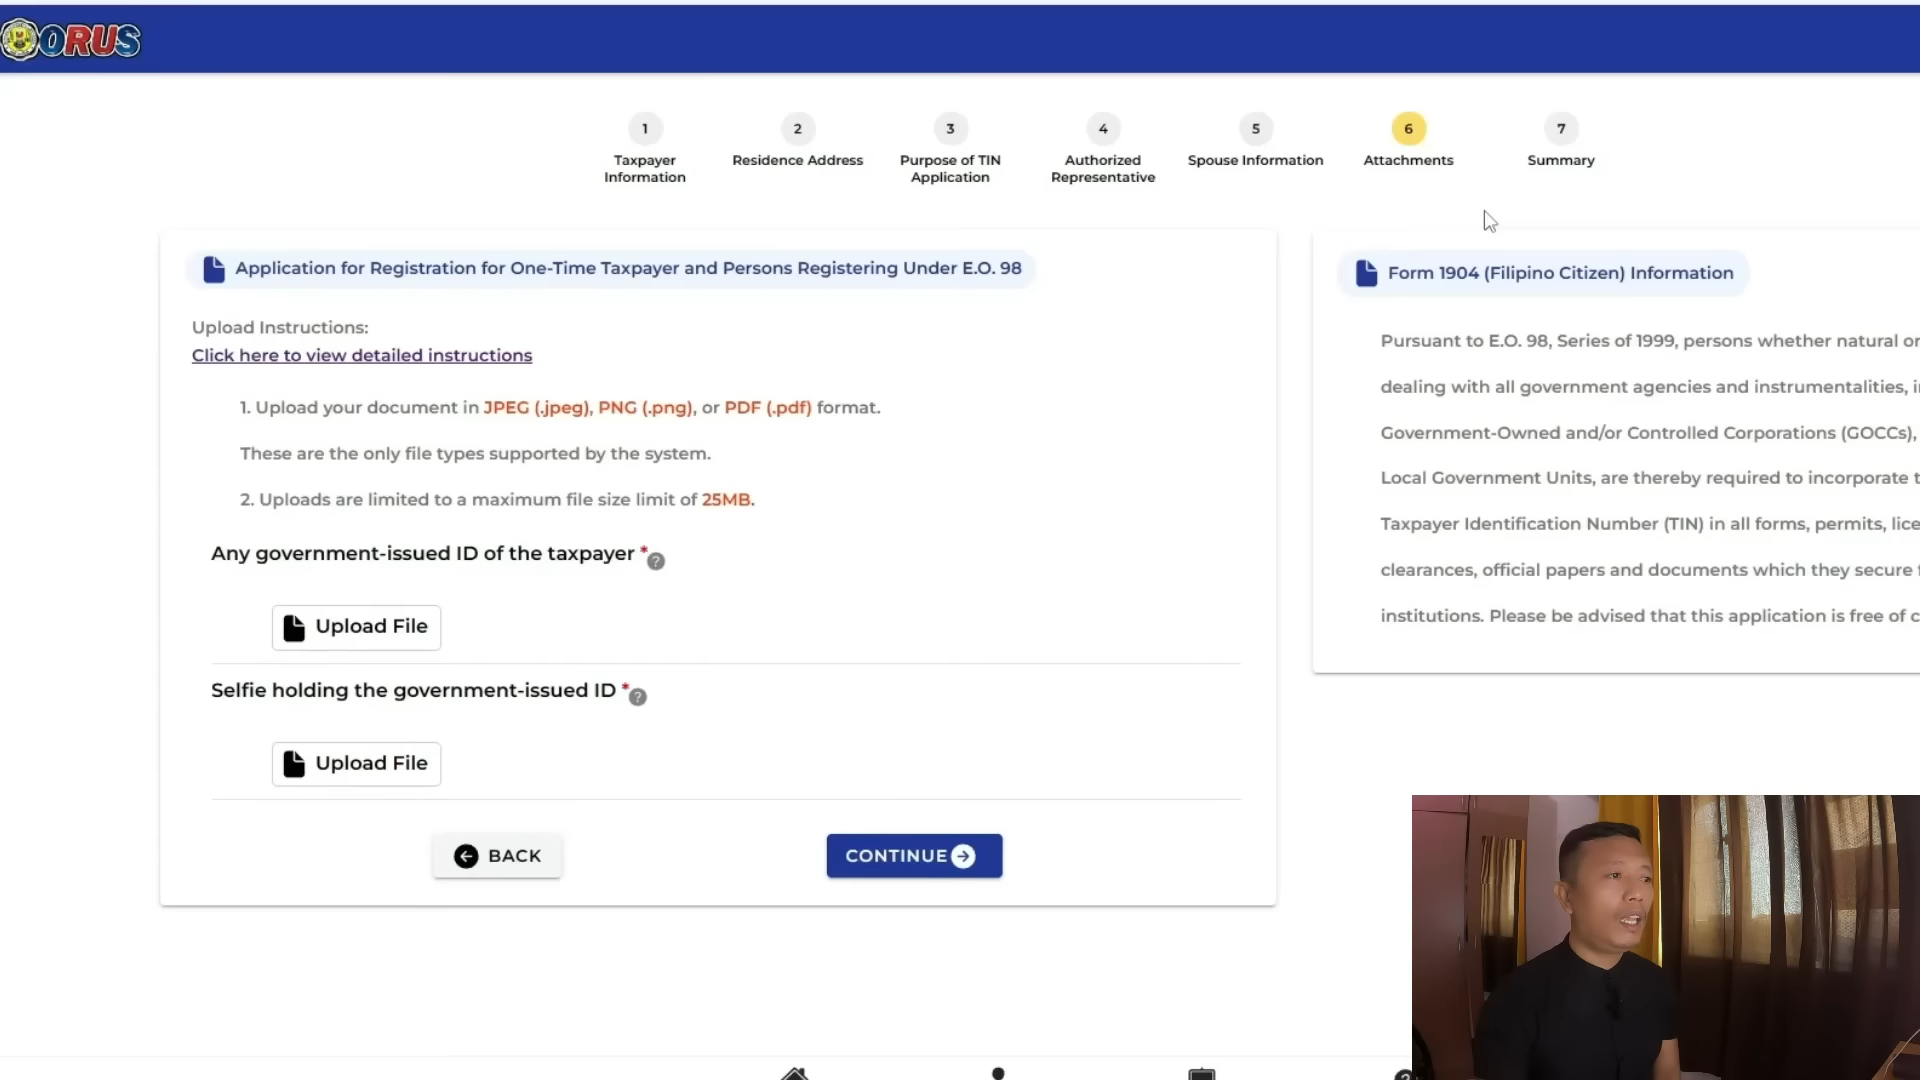 ORUS
1
Taxpayer
Information
2
Residence Address
3
Purpose of TIN
Application
4
Authorized
Representative
5
Spouse Information
6
Attachments
7
Summary
Application for Registration for One-Time Taxpayer and Persons Registering Under E.O. 98
Upload Instructions:
Click here to view detailed instructions
1. Upload your document in JPEG (.jpeg), PNG (.png), or PDF (.pdf) format.
These are the only file types supported by the system.
2. Uploads are limited to a maximum file size limit of 25MB.
Any government-issued ID of the taxpayer * ?
Upload File
Selfie holding the government-issued ID * ?
Upload File
BACK
CONTINUE
Form 1904 (Filipino Citizen) Information
Pursuant to E.O. 98, Series of 1999, persons whether natural or
dealing with all government agencies and instrumentalities,
Government-Owned and/or Controlled Corporations (GOCCs),
Local Government Units, are thereby required to incorporate
Taxpayer Identification Number (TIN) in all forms, permits,
clearances, official papers and documents which they secure
institutions. Please be advised that this application is free of